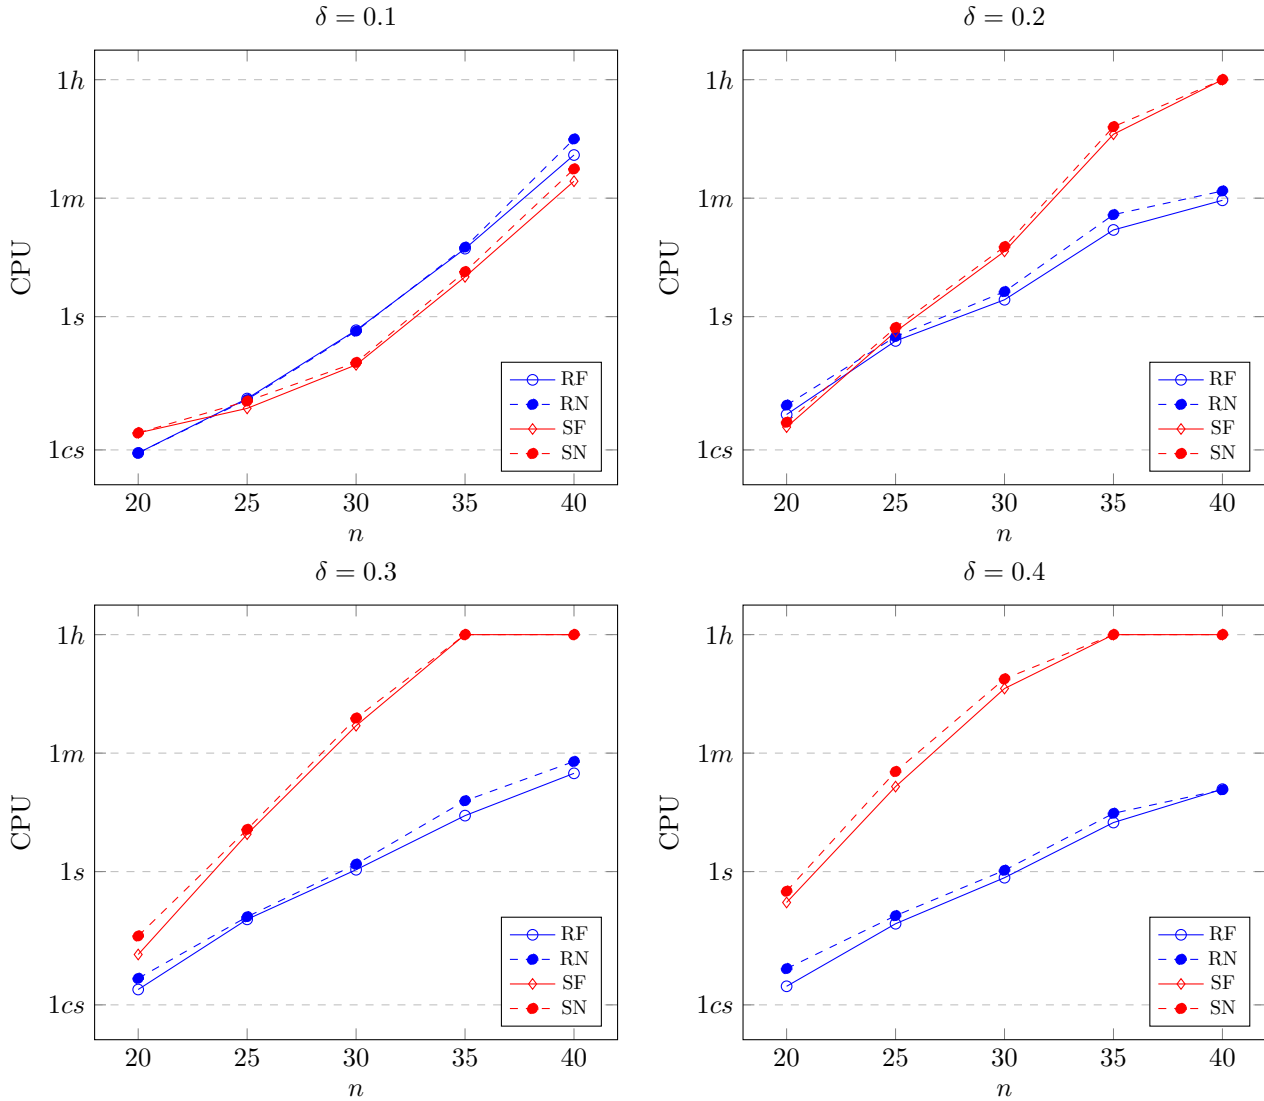 δ = 0.1
1h
1m
1s
1cs
CPU
20 25 30 35 40
n
RF
RN
SF
SN
δ = 0.2
1h
1m
1s
1cs
CPU
20 25 30 35 40
n
RF
RN
SF
SN
δ = 0.3
1h
1m
1s
1cs
CPU
20 25 30 35 40
n
RF
RN
SF
SN
δ = 0.4
1h
1m
1s
1cs
CPU
20 25 30 35 40
n
RF
RN
SF
SN